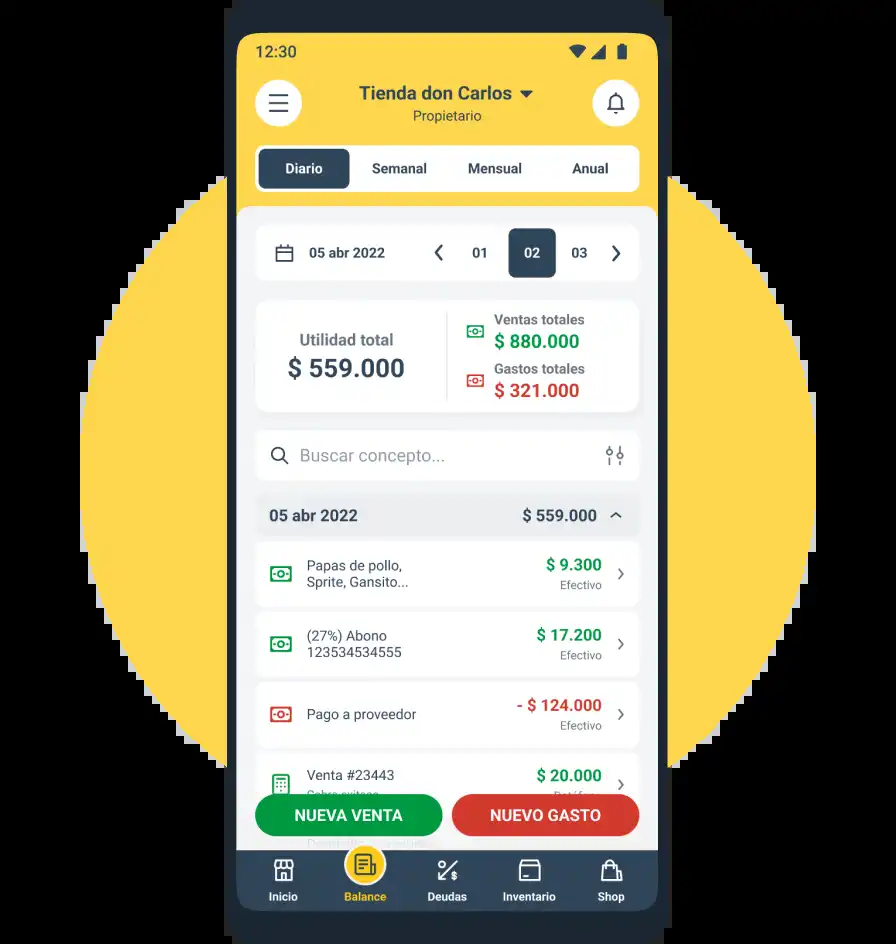 12:30
Tienda don Carlos
Propietario
Diario Semanal Mensual Anual
05 abr 2022 01 02 03
Utilidad total
$ 559.000
Ventas totales
$ 880.000
Gastos totales
$ 321.000
Buscar concepto...
05 abr 2022 $ 559.000
Papas de pollo, $ 9.300
Sprite, Gansito... Efectivo
(27%) Abono $ 17.200
123534534555 Efectivo
Pago a proveedor - $ 124.000
Efectivo
Venta #23443 $ 20.000
NUEVA VENTA NUEVO GASTO
Inicio Balance Deudas Inventario Shop